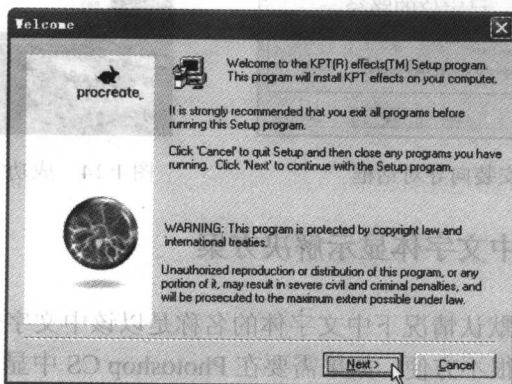 Welcome
procreate
Welcome to the KPT(R) effects(TM) Setup program.
This program will install KPT effects on your computer.
It is strongly recommended that you exit all programs before
running this Setup program.
Click 'Cancel' to quit Setup and then close any programs you have
running. Click 'Next' to continue with the Setup program.
WARNING: This program is protected by copyright law and
international treaties.
Unauthorized reproduction or distribution of this program, or any
portion of it, may result in severe civil and criminal penalties, and
will be prosecuted to the maximum extent possible under law.
Next >
Cancel